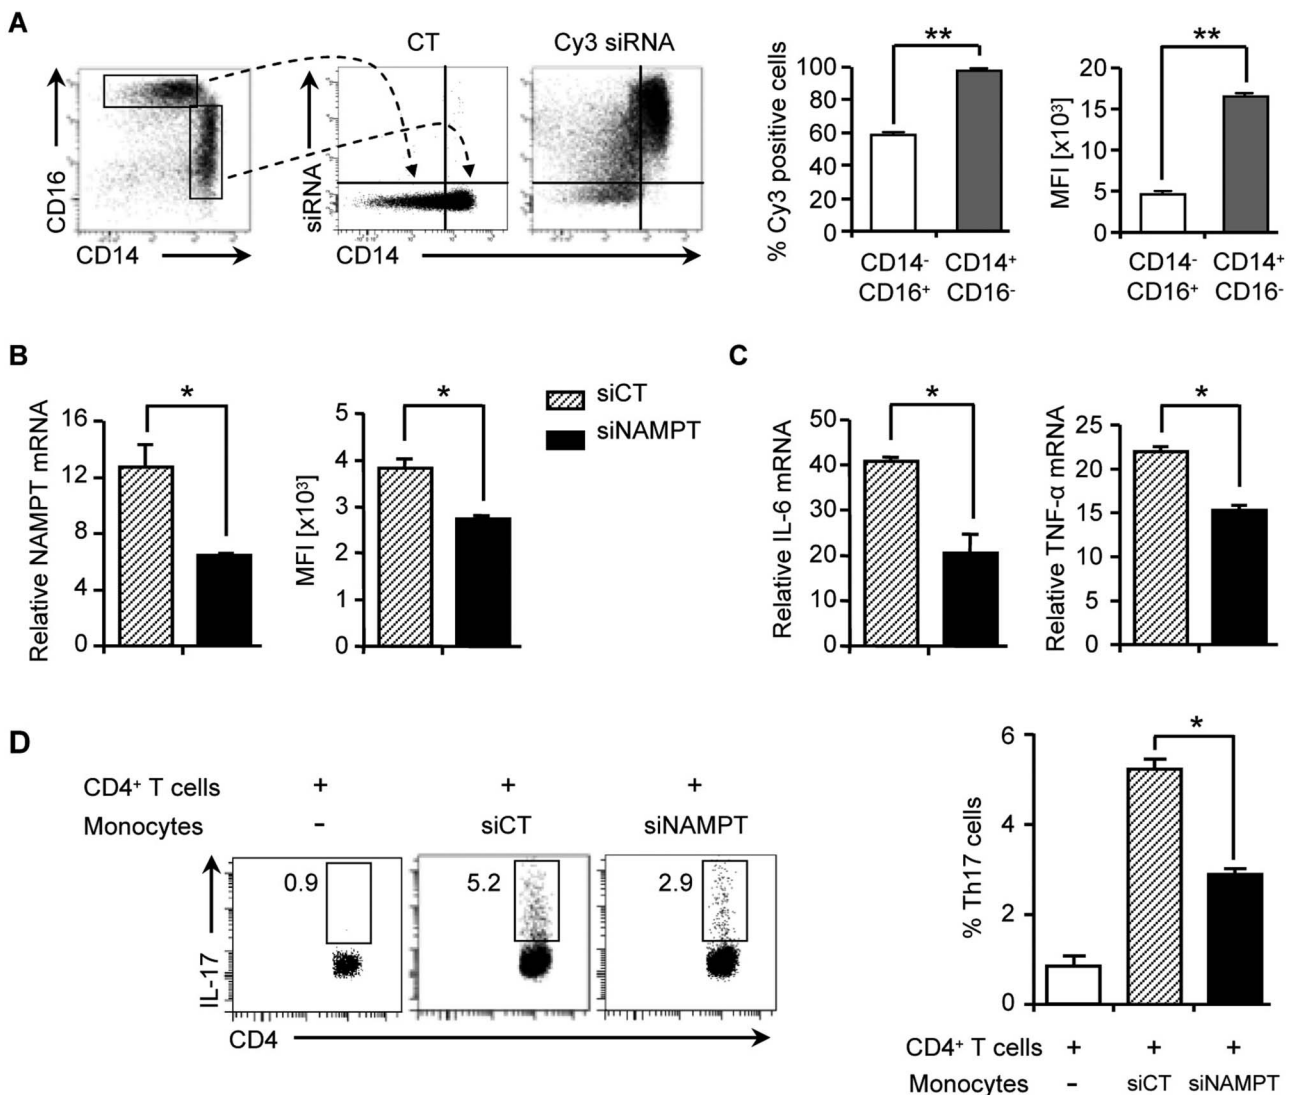 A
CT
Cy3 siRNA
CD16
CD14
siRNA
CD14
% Cy3 positive cells
100
80
60
40
20
0
**
CD14- CD14+
CD16+ CD16-
MFI [x10³]
20
15
10
5
0
**
CD14- CD14+
CD16+ CD16-
B
Relative NAMPT mRNA
16
12
8
4
0
*
MFI [x10³]
5
4
3
2
1
0
*
siCT
siNAMPT
C
Relative IL-6 mRNA
50
40
30
20
10
0
*
Relative TNF-α mRNA
25
20
15
10
5
0
*
D
CD4⁺ T cells + + +
Monocytes - siCT siNAMPT
0.9
5.2
2.9
IL-17
CD4
% Th17 cells
6
4
2
0
*
CD4⁺ T cells + + +
Monocytes - siCT siNAMPT